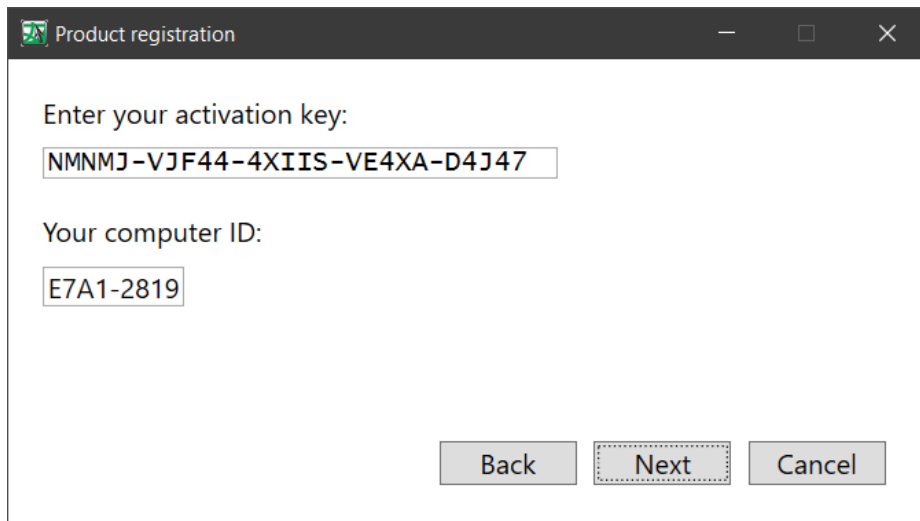 Product registration
Enter your activation key:
NMNMJ-VJF44-4XIIS-VE4XA-D4J47
Your computer ID:
E7A1-2819
Back Next Cancel